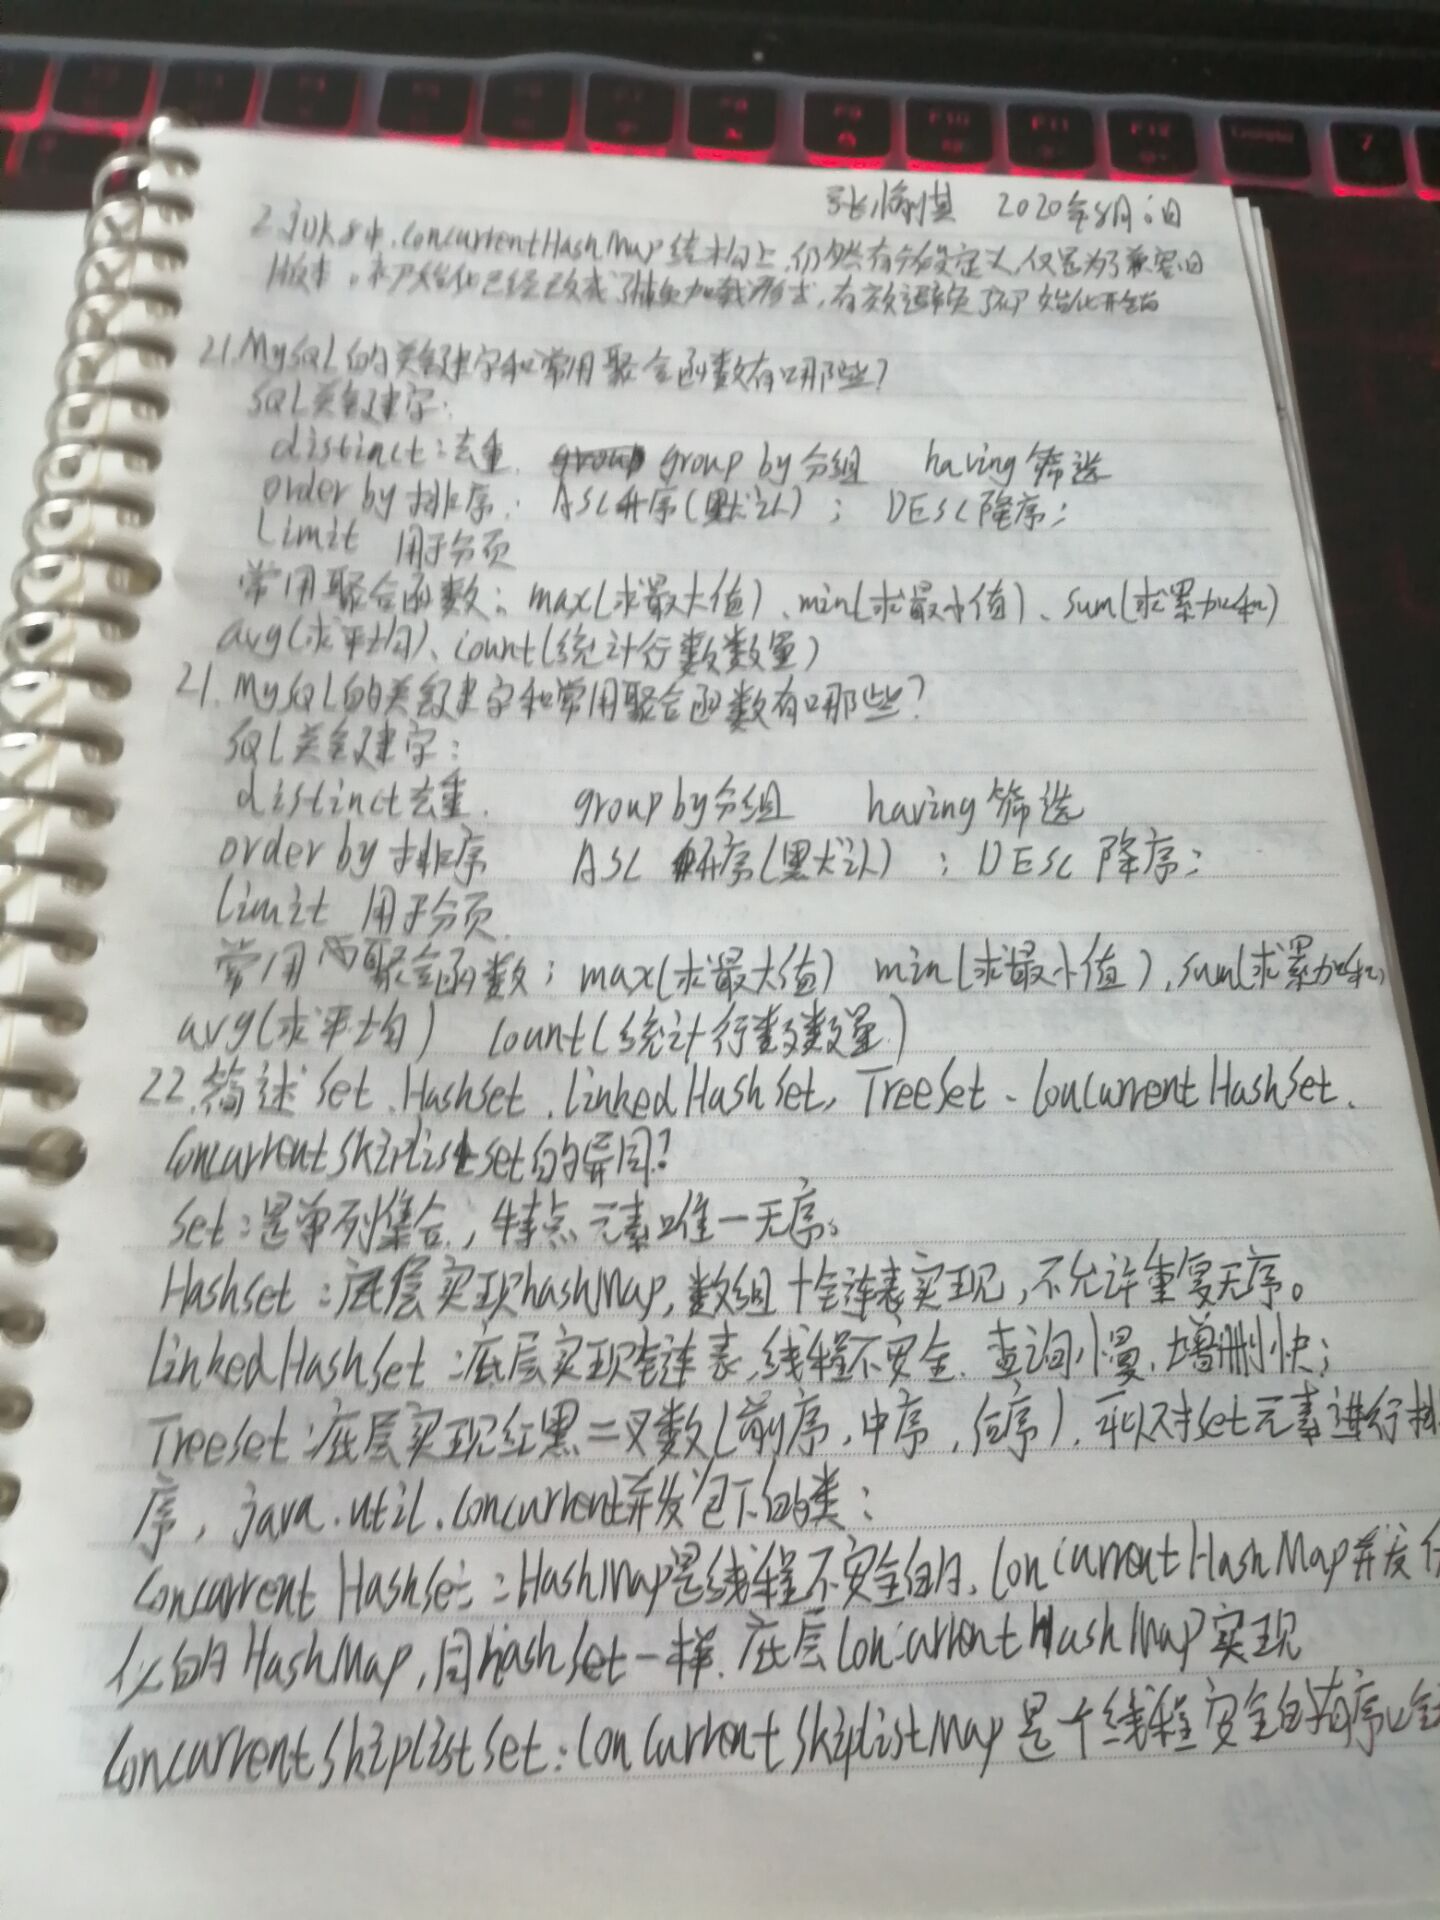 张 2020年8月 日
2.JDK8中.ConcurrentHashMap结构上,仍然有分段定义,仅是为了兼容旧
版本。初始化已经改成了懒加载形式,有效避免了初始化开销
21.MySQL的关键字和常用聚合函数有哪些?
SQL关键字:
distinct:去重. group by 分组 having 筛选
order by 排序: ASC升序(默认); DESC降序;
Limit 用于分页
常用聚合函数:max(求最大值)、min(求最小值)、sum(求累加和)
avg(求平均)、count(统计行数数量)
21.MySQL的关键字和常用聚合函数有哪些?
SQL关键字:
distinct去重. group by 分组 having 筛选
order by 排序 ASC 升序(默认) ; DESC 降序;
limit 用于分页
常用聚合函数:max(求最大值) min(求最小值),sum(求累加和)
avg(求平均) count(统计行数数量)
22.简述Set、HashSet、LinkedHashSet、TreeSet、ConcurrentHashSet、
ConcurrentSkipListSet的异同?
Set:是单列集合,特点元素唯一无序。
HashSet:底层实现hashMap,数组+链表实现,不允许重复无序。
LinkedHashSet:底层实现链表,线程不安全.查询慢,增删快;
TreeSet:底层实现红黑二叉数(前序,中序,后序),可以对set元素进行排
序,java.util.concurrent并发包下的类:
Concurrent HashSet:HashMap是线程不安全的,ConcurrentHashMap并发
化的HashMap,同HashSet一样.底层ConcurrentHashMap实现
ConcurrentSkipListSet:ConcurrentSkipListMap是个线程安全的有序